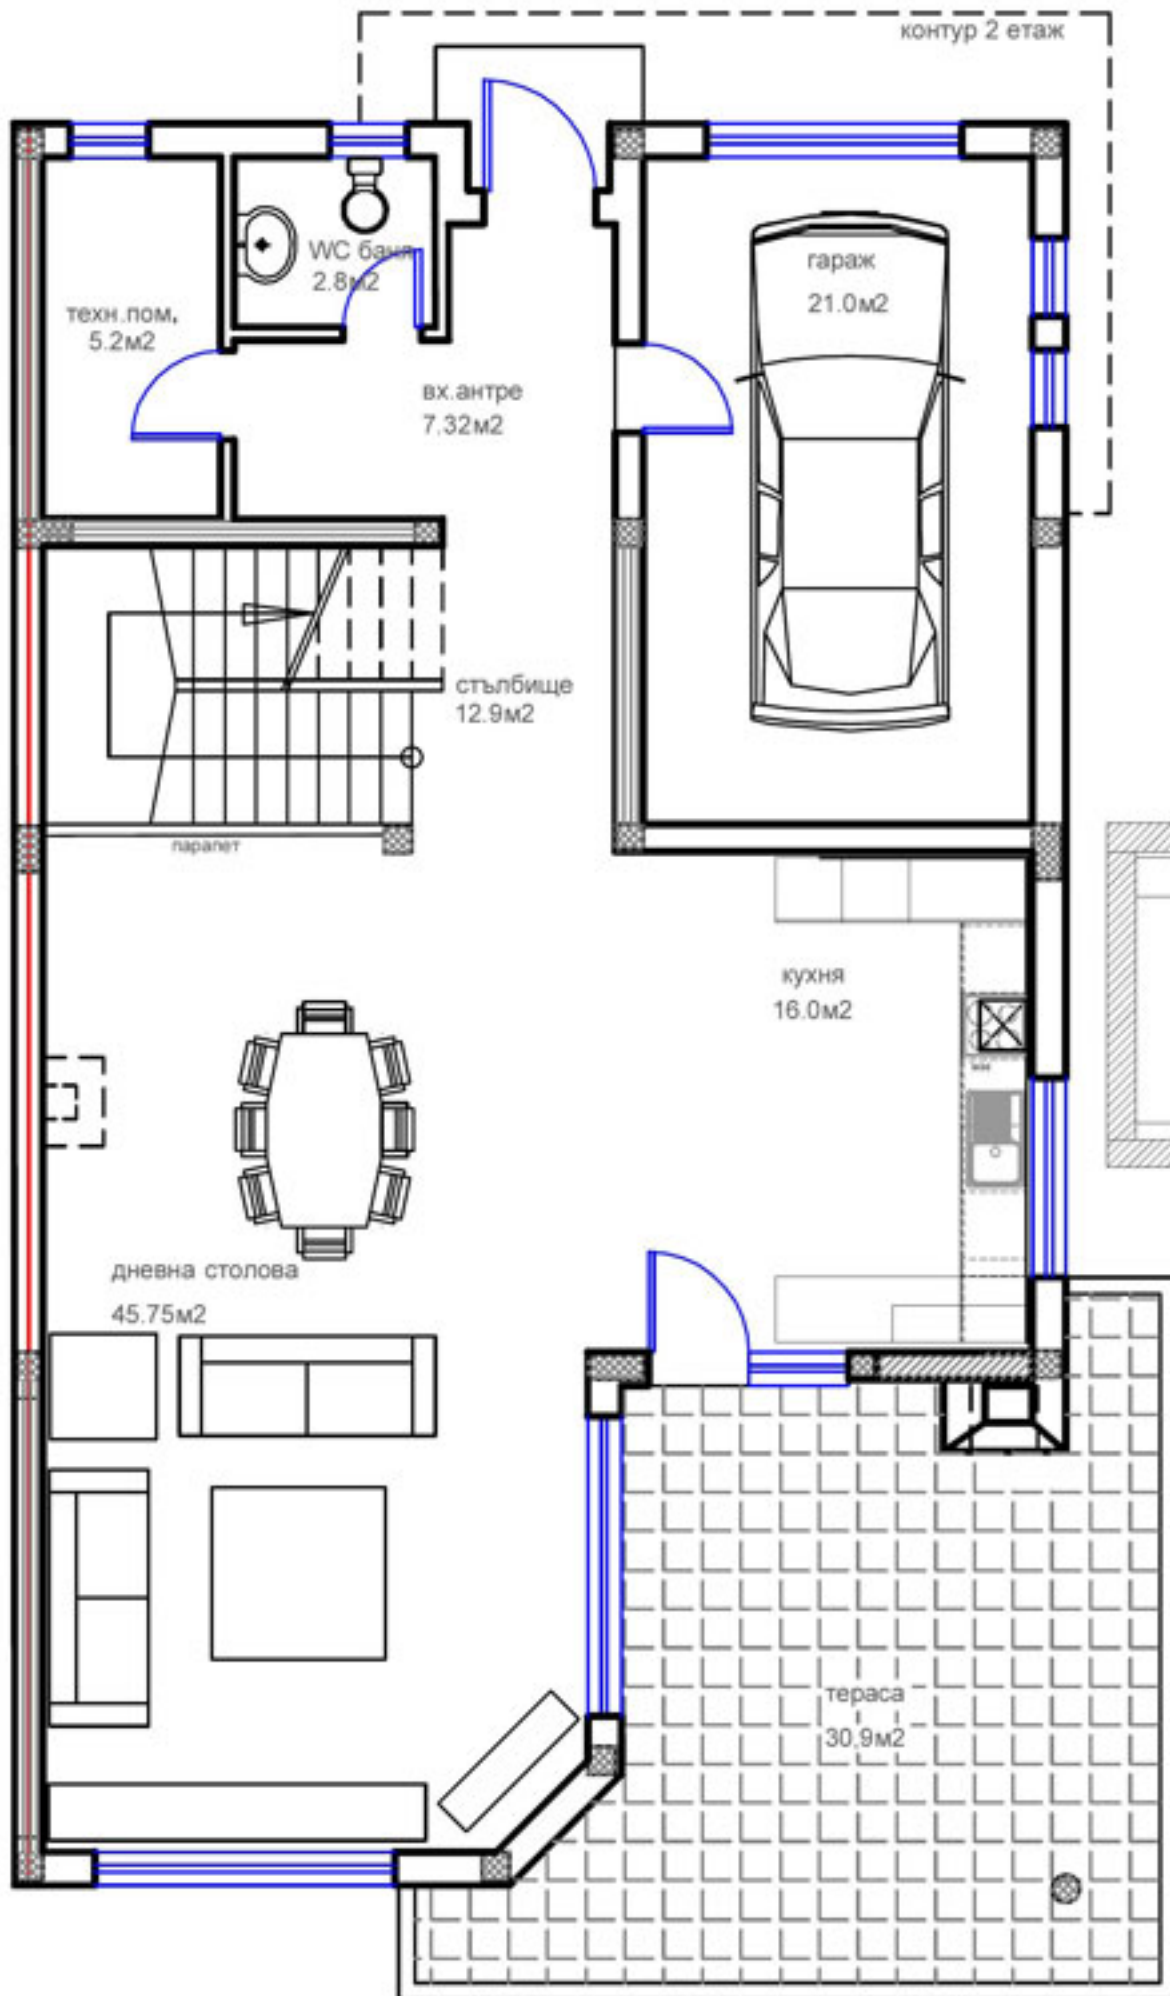 контур 2 етаж
WC баня
2.8м2
гараж
21.0м2
техн.пом.
5.2м2
вх.антре
7.32м2
стълбище
12.9м2
парапет
кухня
16.0м2
дневна столова
45.75м2
тераса
30.9м2